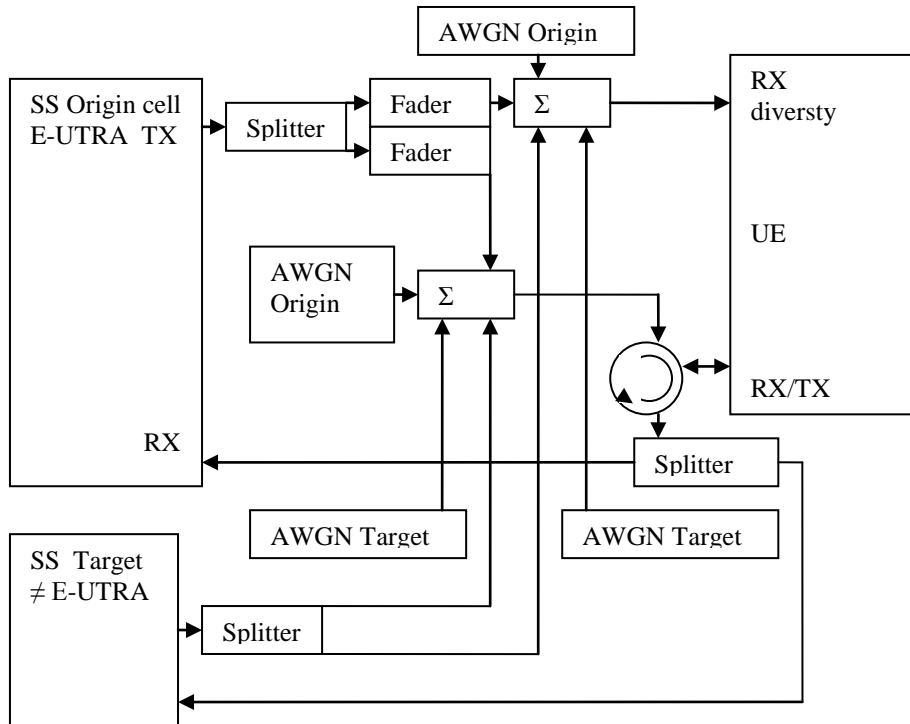 AWGN Origin
SS Origin cell
E-UTRA TX
Splitter
Fader
Fader
Σ
RX
diversty
UE
AWGN
Origin
Σ
RX/TX
RX
Splitter
AWGN Target
AWGN Target
SS Target
≠ E-UTRA
Splitter